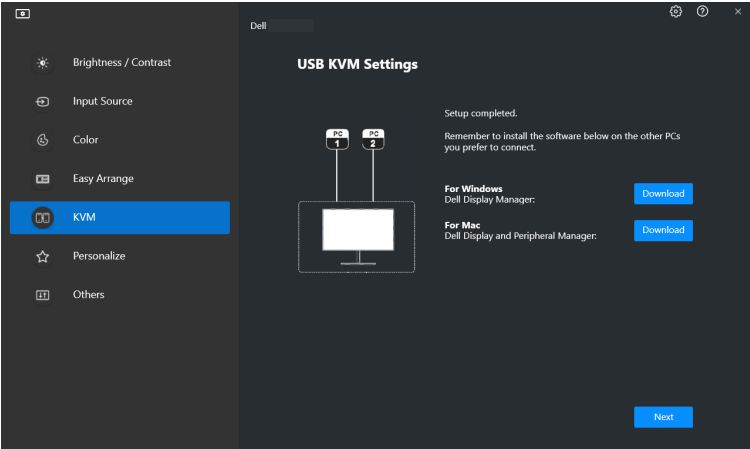 Dell
Brightness / Contrast
Input Source
Color
Easy Arrange
KVM
Personalize
Others
USB KVM Settings
PC
1
PC
2
Setup completed.
Remember to install the software below on the other PCs
you prefer to connect.
For Windows
Dell Display Manager:
Download
For Mac
Dell Display and Peripheral Manager:
Download
Next